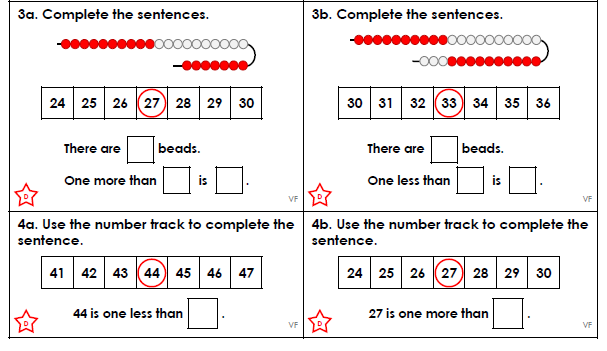 3a. Complete the sentences.
24 25 26 27 28 29 30
There are beads.
One more than is .
D
VF
3b. Complete the sentences.
30 31 32 33 34 35 36
There are beads.
One less than is .
D
VF
4a. Use the number track to complete the
sentence.
41 42 43 44 45 46 47
44 is one less than .
D
VF
4b. Use the number track to complete the
sentence.
24 25 26 27 28 29 30
27 is one more than .
D
VF